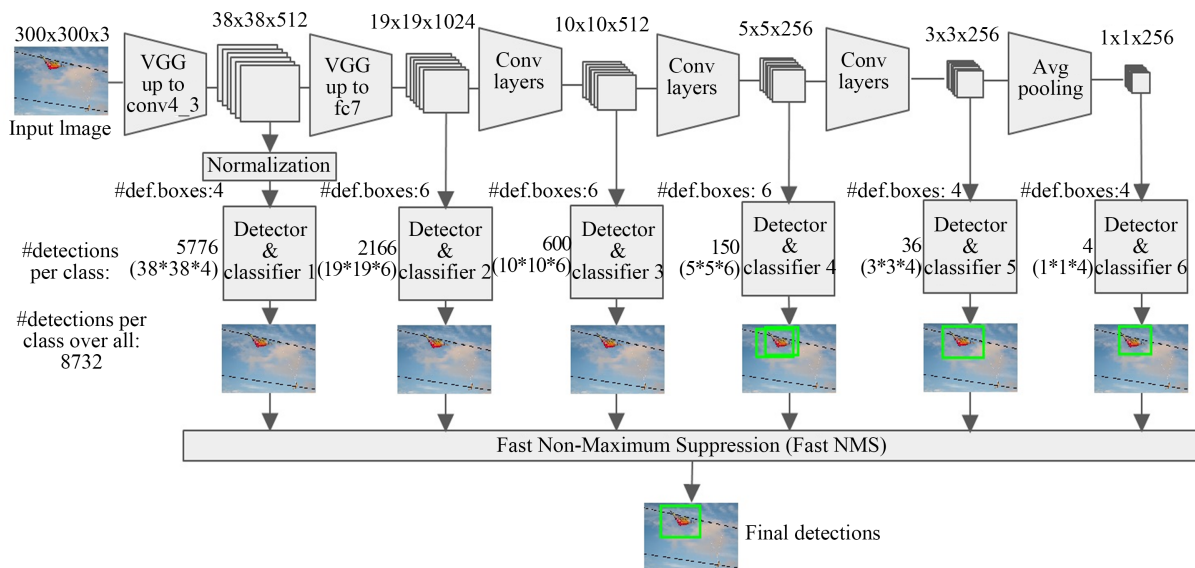 300x300x3
38x38x512
19x19x1024
10x10x512
5x5x256
3x3x256
1x1x256
VGG
up to
conv4_3
VGG
up to
fc7
Conv
layers
Conv
layers
Conv
layers
Avg
pooling
Input Image
Normalization
#def.boxes:4
#def.boxes:6
#def.boxes:6
#def.boxes: 6
#def.boxes: 4
#def.boxes:4
#detections
per class:
5776
(38*38*4)
Detector
&
classifier 1
2166
(19*19*6)
Detector
&
classifier 2
600
(10*10*6)
Detector
&
classifier 3
150
(5*5*6)
Detector
&
classifier 4
36
(3*3*4)
Detector
&
classifier 5
4
(1*1*4)
Detector
&
classifier 6
#detections per
class over all:
8732
Fast Non-Maximum Suppression (Fast NMS)
Final detections